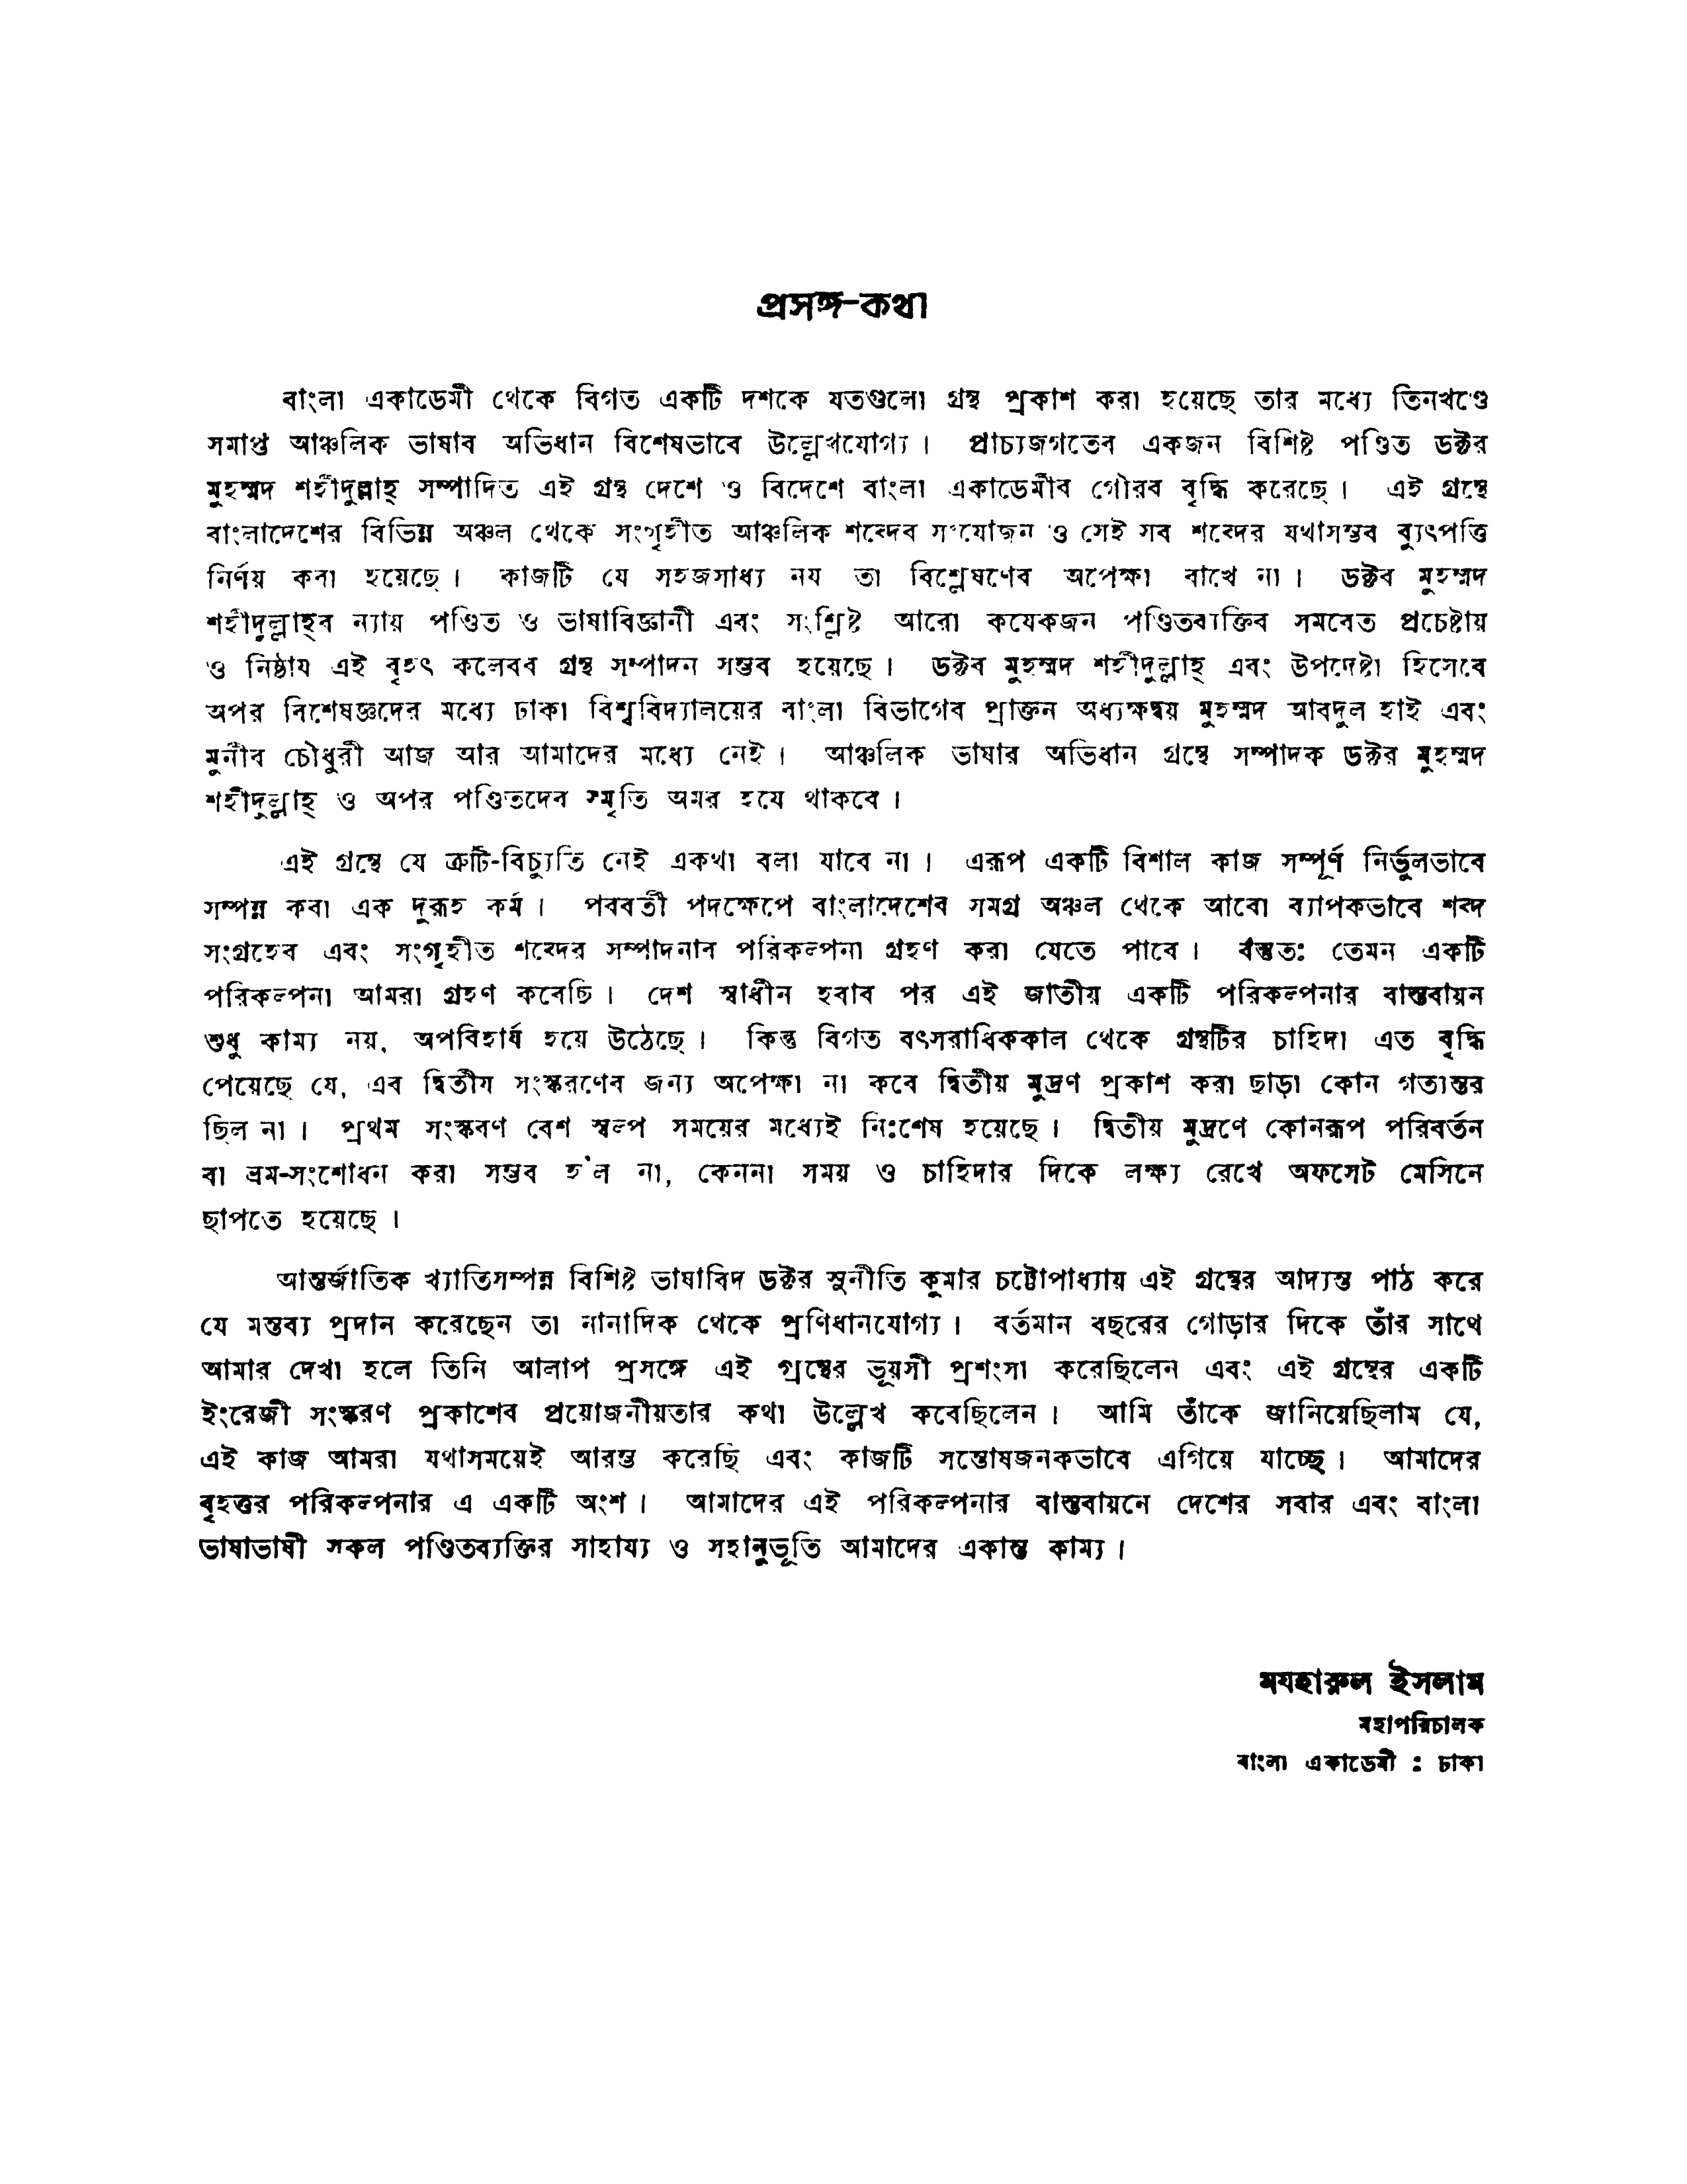 প্রসঙ্গ-কথা
বাংলা একাডেমী থেকে বিগত একটি দশকে যতগুলো গ্রন্থ প্রকাশ করা হয়েছে তার মধ্যে তিনখণ্ডে
সমাপ্ত আঞ্চলিক ভাষার অভিধান বিশেষভাবে উল্লেখযোগ্য। প্রাচ্যজগতের একজন বিশিষ্ট পণ্ডিত ডক্টর
মুহম্মদ শহীদুল্লাহ্ সম্পাদিত এই গ্রন্থ দেশে ও বিদেশে বাংলা একাডেমীর গৌরব বৃদ্ধি করেছে। এই গ্রন্থে
বাংলাদেশের বিভিন্ন অঞ্চল থেকে সংগৃহীত আঞ্চলিক শব্দের সংযোজন ও সেই সব শব্দের যথাসম্ভব ব্যুৎপত্তি
নির্ণয় করা হয়েছে। কাজটি যে সহজসাধ্য নয় তা বিশ্লেষণের অপেক্ষা রাখে না। ডক্টর মুহম্মদ
শহীদুল্লাহ্‌র ন্যায় পণ্ডিত ও ভাষাবিজ্ঞানী এবং সংশ্লিষ্ট আরো কয়েকজন পণ্ডিতব্যক্তির সমবেত প্রচেষ্টায়
ও নিষ্ঠায় এই বৃহৎ কলেবর গ্রন্থ সম্পাদন সম্ভব হয়েছে। ডক্টর মুহম্মদ শহীদুল্লাহ্ এবং উপদেষ্টা হিসেবে
অপর বিশেষজ্ঞদের মধ্যে ঢাকা বিশ্ববিদ্যালয়ের বাংলা বিভাগের প্রাক্তন অধ্যক্ষদ্বয় মুহম্মদ আবদুল হাই এবং
মুনীর চৌধুরী আজ আর আমাদের মধ্যে নেই। আঞ্চলিক ভাষার অভিধান গ্রন্থে সম্পাদক ডক্টর মুহম্মদ
শহীদুল্লাহ্ ও অপর পণ্ডিতদের স্মৃতি অমর হয়ে থাকবে।
এই গ্রন্থে যে ত্রুটি-বিচ্যুতি নেই একথা বলা যাবে না। এরূপ একটি বিশাল কাজ সম্পূর্ণ নির্ভুলভাবে
সম্পন্ন করা এক দুরূহ কর্ম। পরবর্তী পদক্ষেপে বাংলাদেশের সমগ্র অঞ্চল থেকে আরো ব্যাপকভাবে শব্দ
সংগ্রহের এবং সংগৃহীত শব্দের সম্পাদনার পরিকল্পনা গ্রহণ করা যেতে পারে। বস্তুত: তেমন একটি
পরিকল্পনা আমরা গ্রহণ করেছি। দেশ স্বাধীন হবার পর এই জাতীয় একটি পরিকল্পনার বাস্তবায়ন
শুধু কাম্য নয়, অপরিহার্য হয়ে উঠেছে। কিন্তু বিগত বৎসরাধিককাল থেকে গ্রন্থটির চাহিদা এত বৃদ্ধি
পেয়েছে যে, এর দ্বিতীয় সংস্করণের জন্য অপেক্ষা না করে দ্বিতীয় মুদ্রণ প্রকাশ করা ছাড়া কোন গত্যন্তর
ছিল না। প্রথম সংস্করণ বেশ স্বল্প সময়ের মধ্যেই নিঃশেষ হয়েছে। দ্বিতীয় মুদ্রণে কোনরূপ পরিবর্তন
বা ভ্রম-সংশোধন করা সম্ভব হ'ল না, কেননা সময় ও চাহিদার দিকে লক্ষ্য রেখে অফসেট মেসিনে
ছাপতে হয়েছে।
আন্তর্জাতিক খ্যাতিসম্পন্ন বিশিষ্ট ভাষাবিদ ডক্টর সুনীতি কুমার চট্টোপাধ্যায় এই গ্রন্থের আদ্যন্ত পাঠ করে
যে মন্তব্য প্রদান করেছেন তা নানাদিক থেকে প্রণিধানযোগ্য। বর্তমান বছরের গোড়ার দিকে তাঁর সাথে
আমার দেখা হলে তিনি আলাপ প্রসঙ্গে এই গ্রন্থের ভূয়সী প্রশংসা করেছিলেন এবং এই গ্রন্থের একটি
ইংরেজী সংস্করণ প্রকাশের প্রয়োজনীয়তার কথা উল্লেখ করেছিলেন। আমি তাঁকে জানিয়েছিলাম যে,
এই কাজ আমরা যথাসময়েই আরম্ভ করেছি এবং কাজটি সন্তোষজনকভাবে এগিয়ে যাচ্ছে। আমাদের
বৃহত্তর পরিকল্পনার এ একটি অংশ। আমাদের এই পরিকল্পনার বাস্তবায়নে দেশের সবার এবং বাংলা
ভাষাভাষী সকল পণ্ডিতব্যক্তির সাহায্য ও সহানুভূতি আমাদের একান্ত কাম্য।
মযহারুল ইসলাম
মহাপরিচালক
বাংলা একাডেমী : ঢাকা